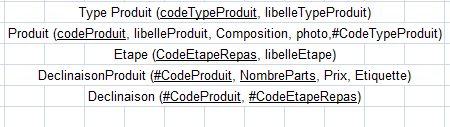 Type Produit (codeTypeProduit, libelleTypeProduit)
Produit (codeProduit, libelleProduit, Composition, photo,#CodeTypeProduit)
Etape (CodeEtapeRepas, libelleEtape)
DeclinaisonProduit (#CodeProduit, NombreParts, Prix, Etiquette)
Declinaison (#CodeProduit, #CodeEtapeRepas)